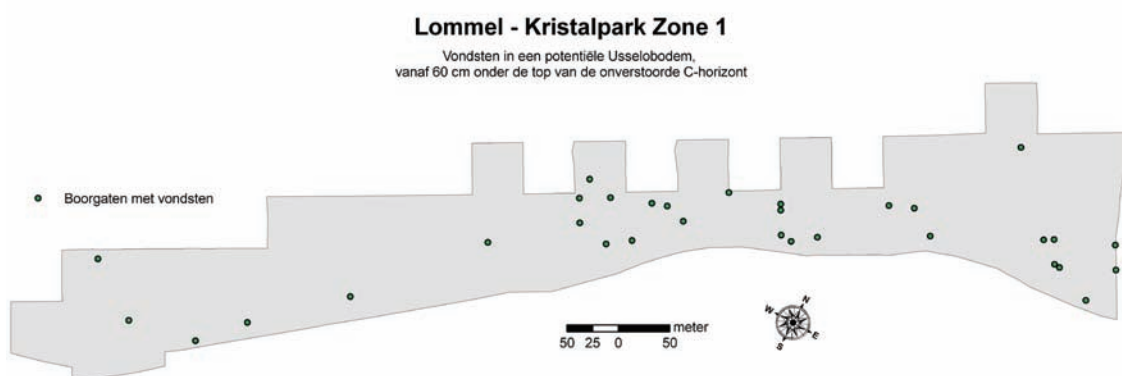 Lommel - Kristalpark Zone 1
Vondsten in een potentiële Usselobodem,
vanaf 60 cm onder de top van de onverstoorde C-horizont
Boorgaten met vondsten
50 25 0 50 meter
N
W
E
S